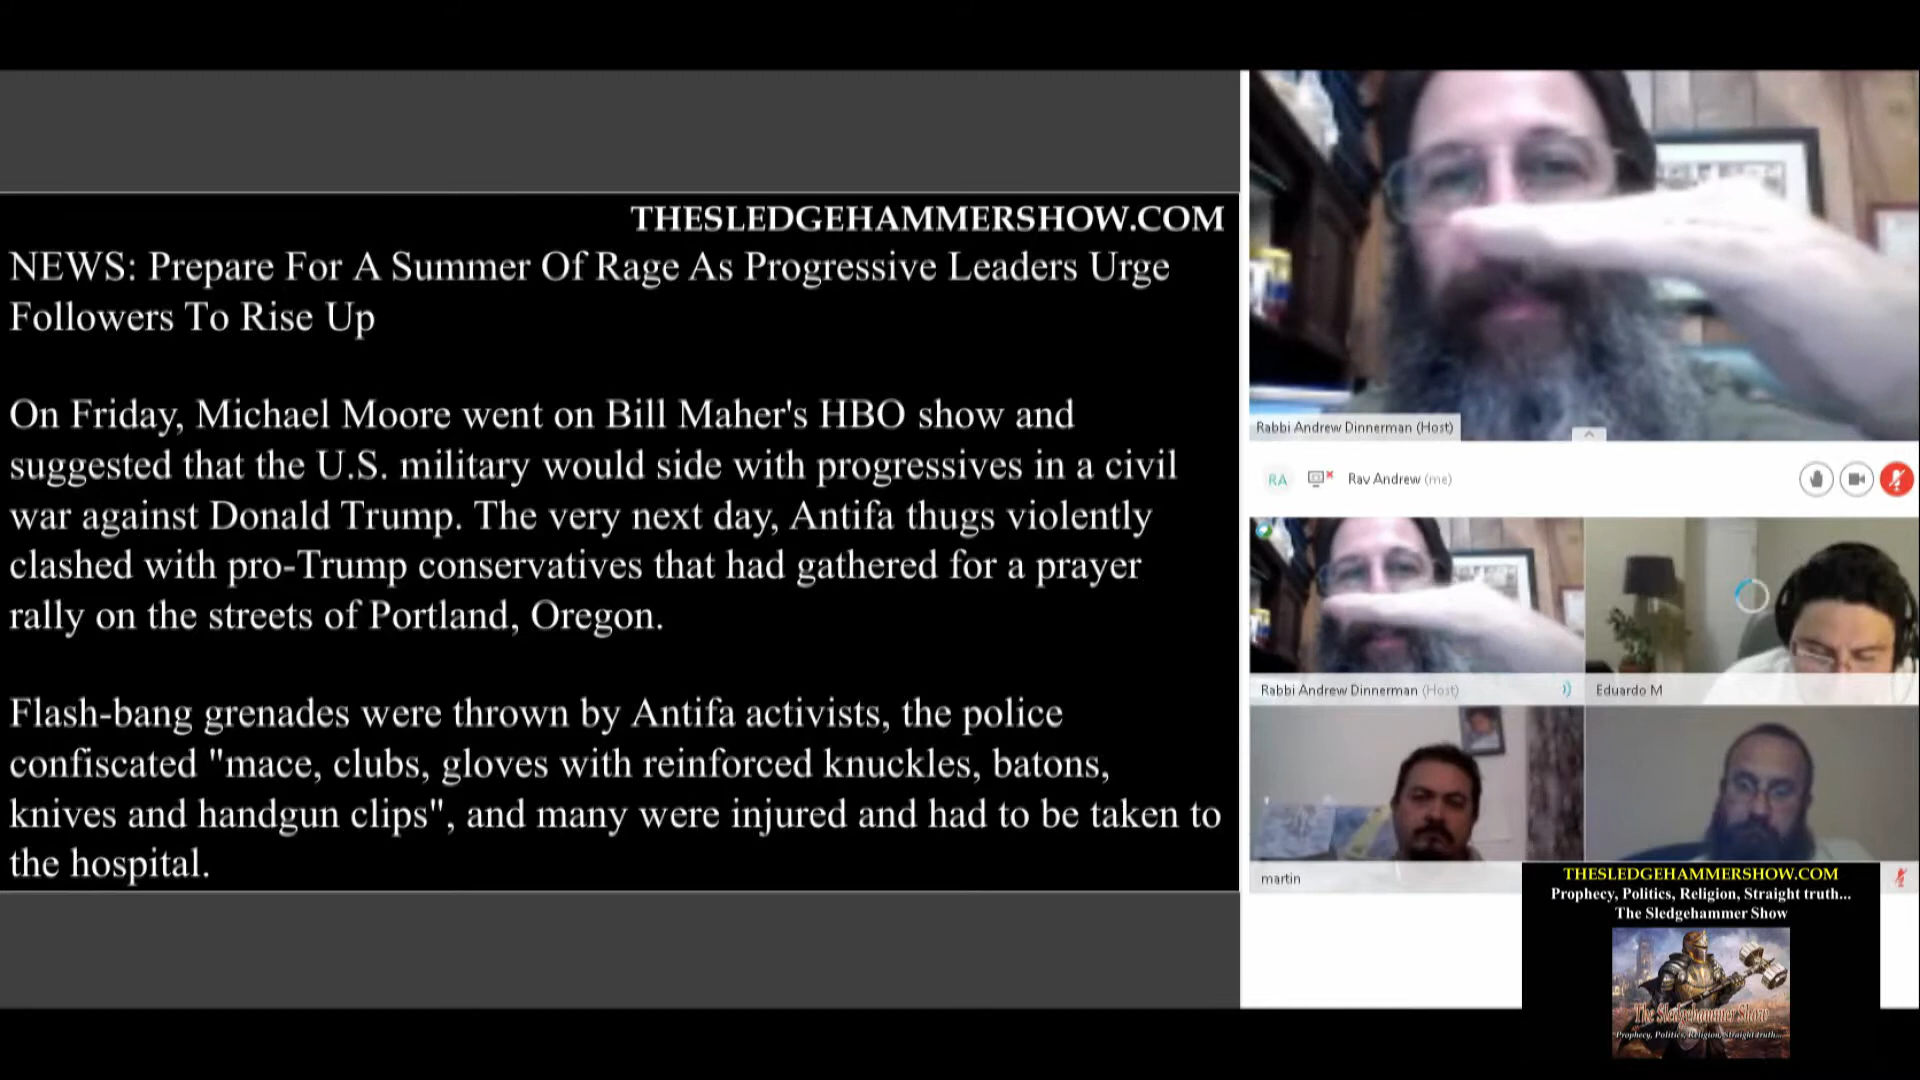 THESLEDGEHAMMERSHOW.COM
NEWS: Prepare For A Summer Of Rage As Progressive Leaders Urge
Followers To Rise Up
On Friday, Michael Moore went on Bill Maher's HBO show and
suggested that the U.S. military would side with progressives in a civil
war against Donald Trump. The very next day, Antifa thugs violently
clashed with pro-Trump conservatives that had gathered for a prayer
rally on the streets of Portland, Oregon.
Flash-bang grenades were thrown by Antifa activists, the police
confiscated "mace, clubs, gloves with reinforced knuckles, batons,
knives and handgun clips", and many were injured and had to be taken to
the hospital.
Rabbi Andrew Dinnerman (Host)
RA
Rav Andrew (me)
Rabbi Andrew Dinnerman (Host)
Eduardo M
martin
THESLEDGEHAMMERSHOW.COM
Prophecy, Politics, Religion, Straight truth...
The Sledgehammer Show
The Sledgehammer Show
Prophecy, Politics, Religion, Straight truth...